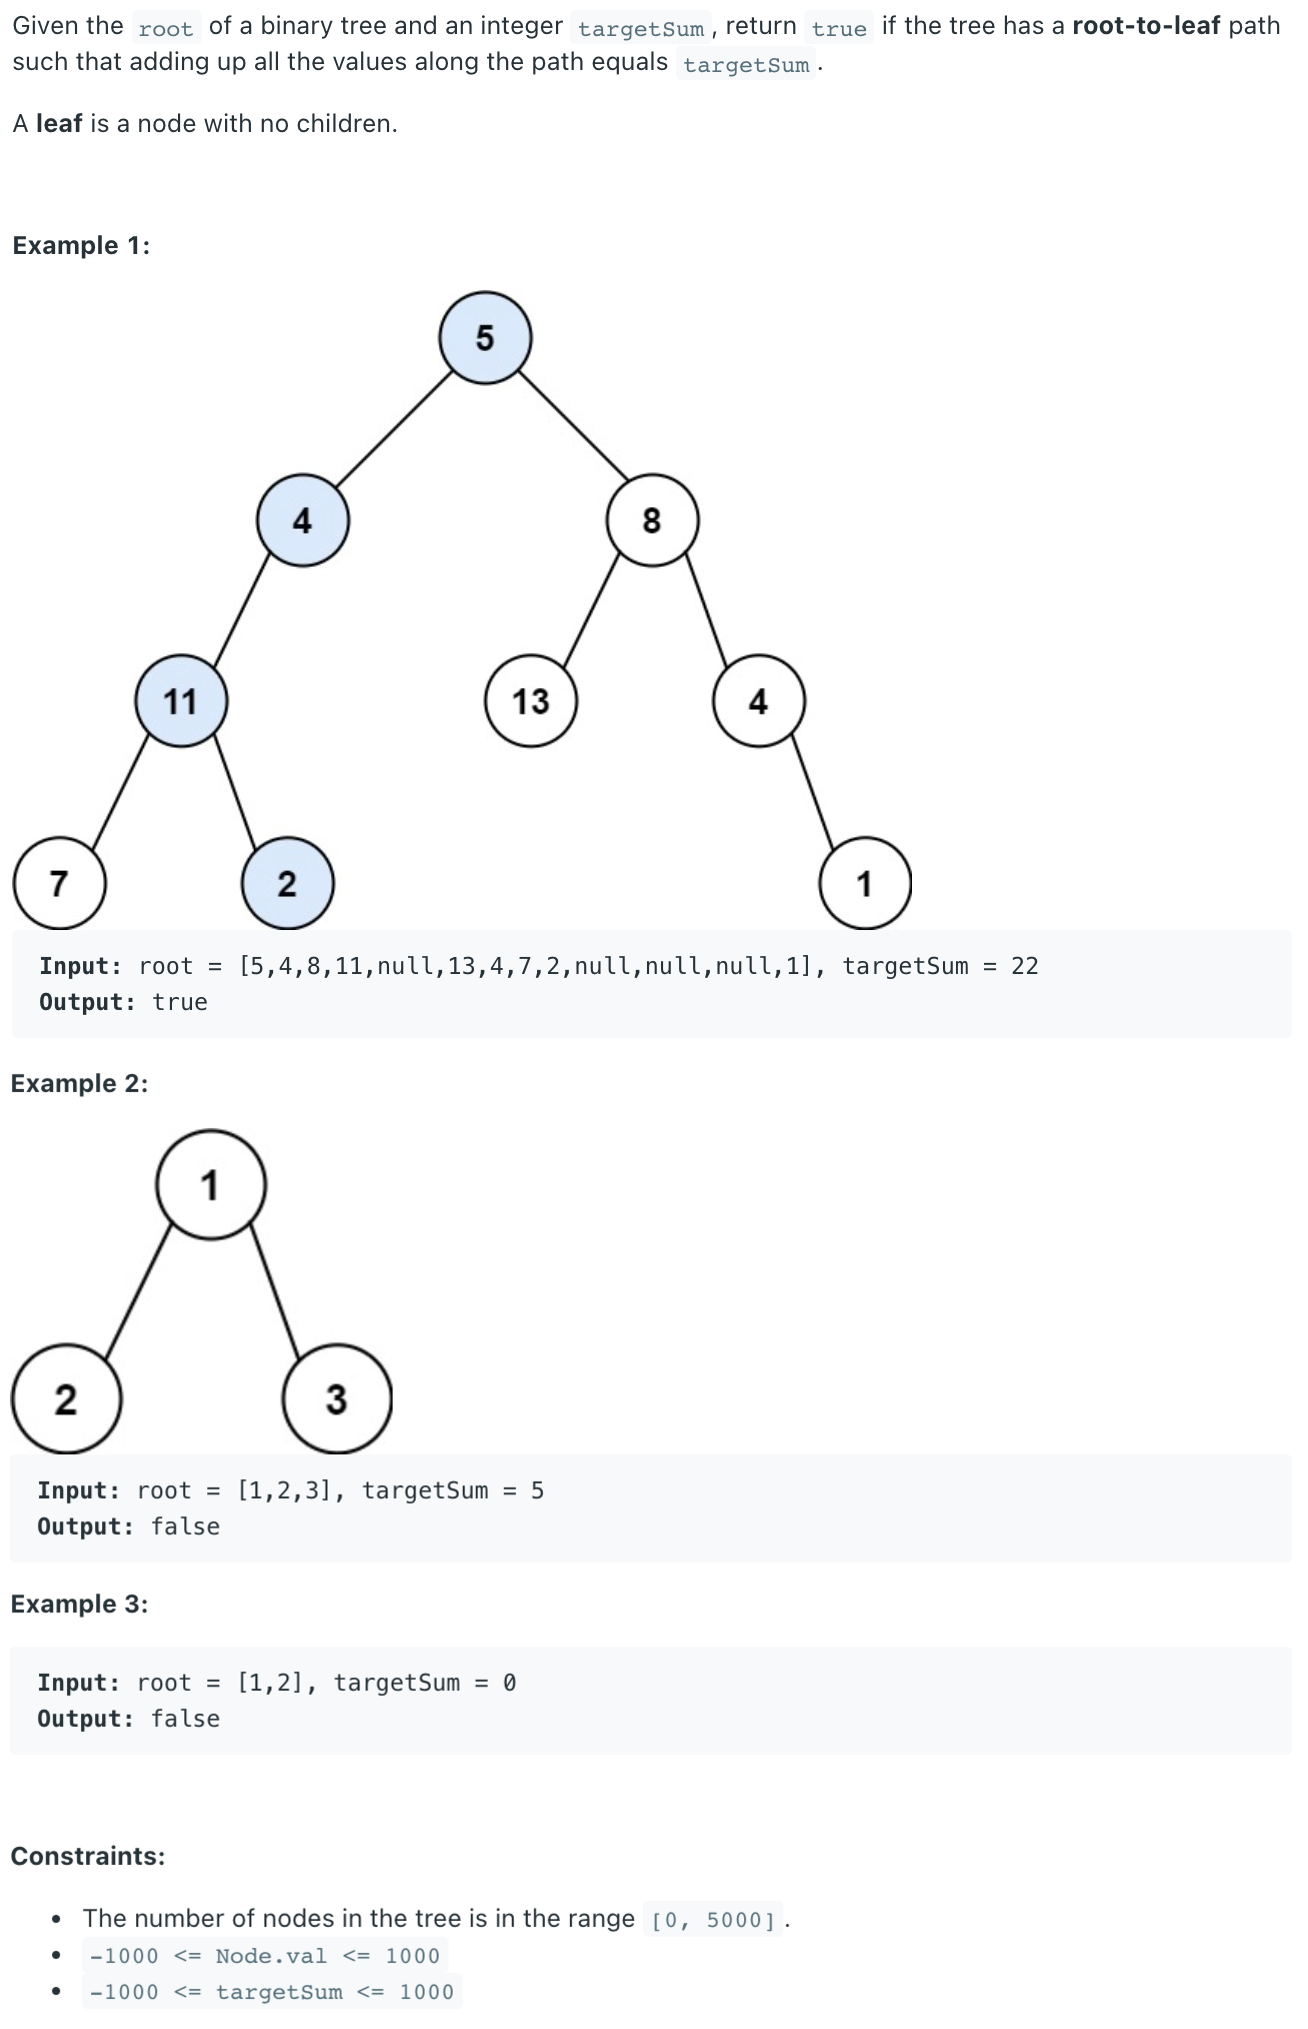 Given the root of a binary tree and an integer targetSum, return true if the tree has a root-to-leaf path
such that adding up all the values along the path equals targetSum.
A leaf is a node with no children.
Example 1:
5
4 8
11 13 4
7 2 1
Input: root = [5,4,8,11,null,13,4,7,2,null,null,null,1], targetSum = 22
Output: true
Example 2:
1
2 3
Input: root = [1,2,3], targetSum = 5
Output: false
Example 3:
Input: root = [1,2], targetSum = 0
Output: false
Constraints:
• The number of nodes in the tree is in the range [0, 5000].
• -1000 <= Node.val <= 1000
• -1000 <= targetSum <= 1000